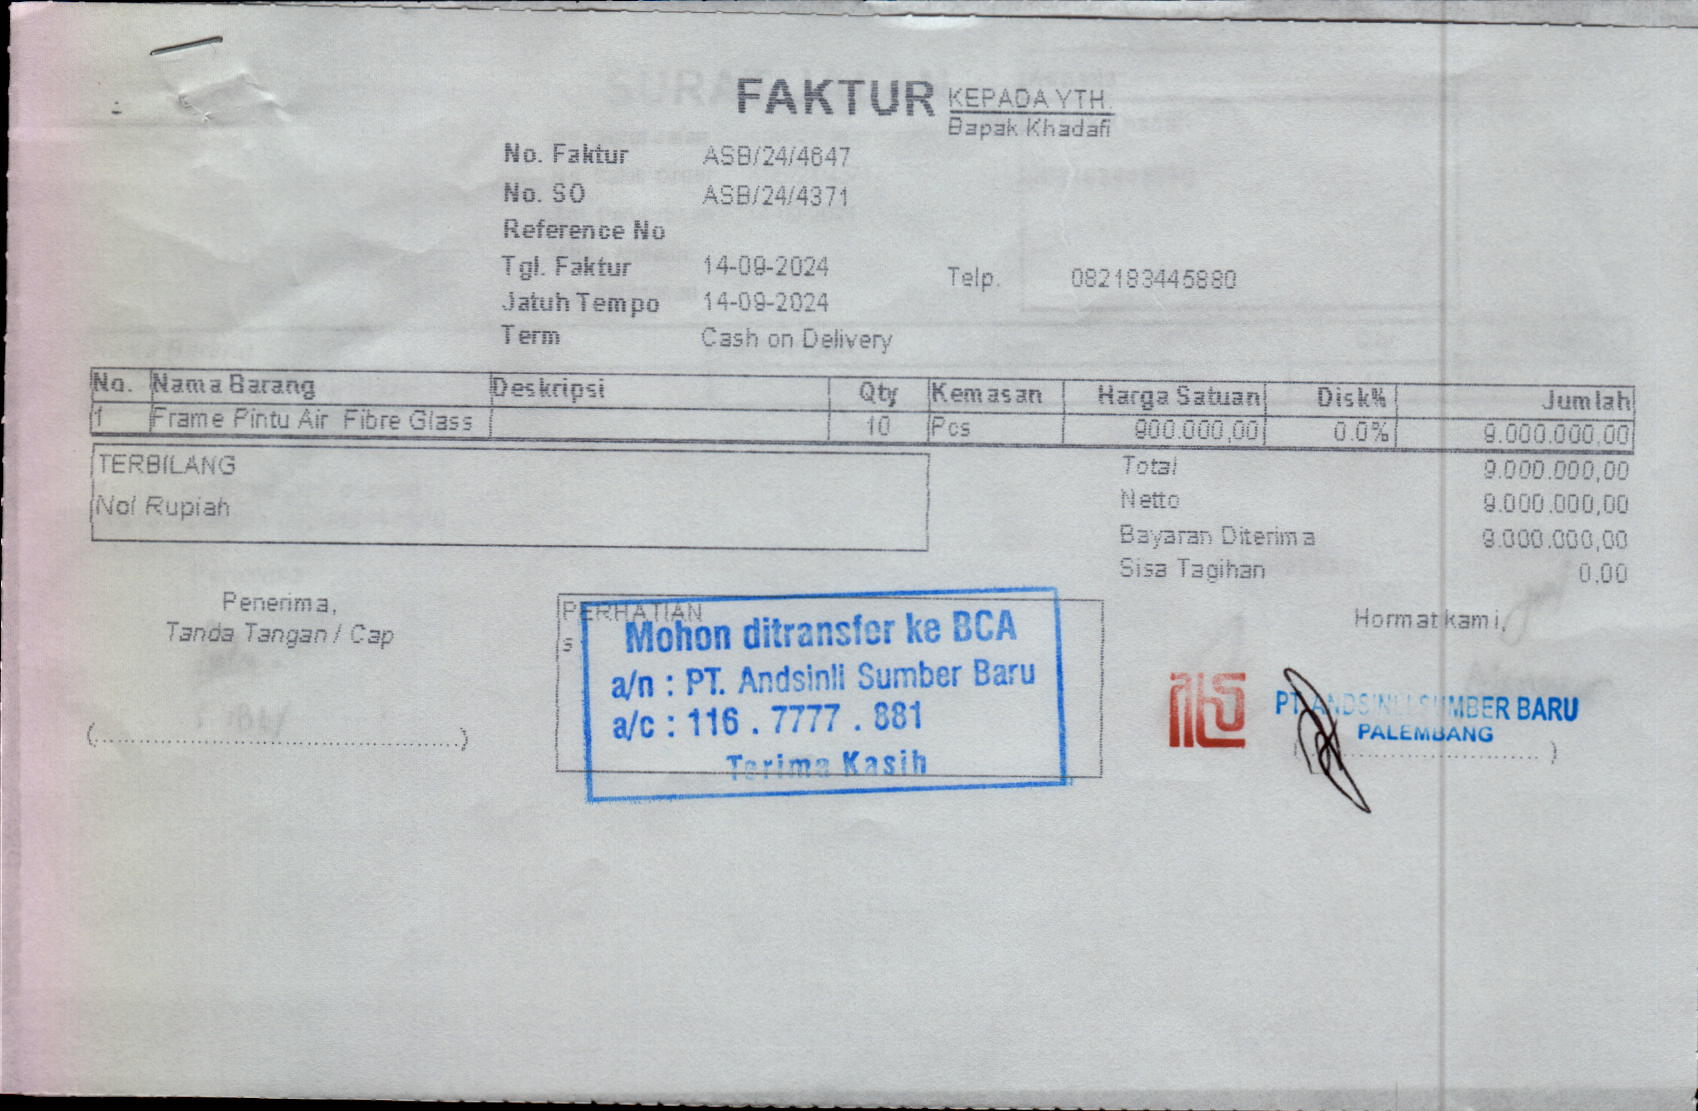 FAKTUR
KEPADA YTH.
Bapak Khadafi
No. Faktur ASB/24/4647
No. SO ASB/24/4371
Reference No
Tgl. Faktur 14-09-2024
Telp. 082183445880
Jatuh Tempo 14-09-2024
Term Cash on Delivery
No. Nama Barang Deskripsi Qty Kemasan Harga Satuan Disk% Jumlah
1 Frame Pintu Air Fibre Glass 10 Pcs 900.000,00 0.0% 9.000.000,00
TERBILANG
Nol Rupiah
Total 9.000.000,00
Netto 9.000.000,00
Bayaran Diterima 9.000.000,00
Sisa Tagihan 0,00
Penerima,
Tanda Tangan / Cap
PERHATIAN
s
Mohon ditransfer ke BCA
a/n : PT. Andsinli Sumber Baru
a/c : 116 . 7777 . 881
Terima Kasih
Hormat kami,
PT. ANDSINLI SUMBER BARU
PALEMBANG